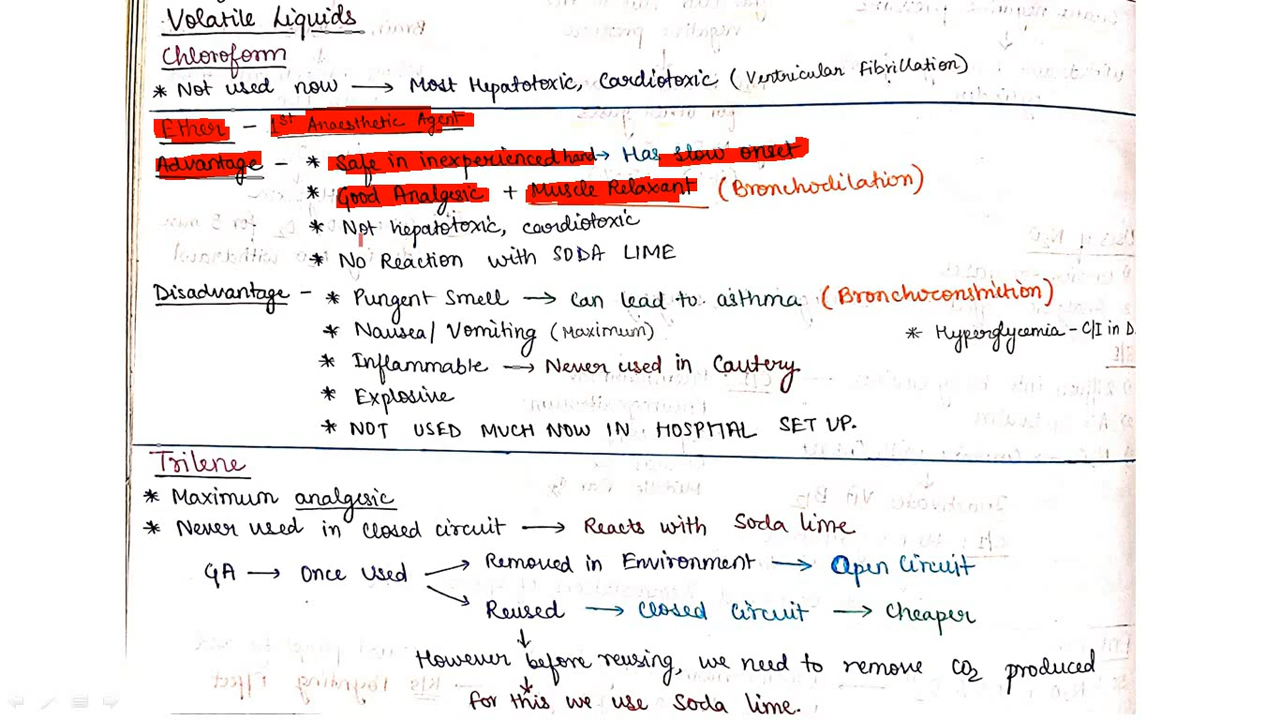 Volatile Liquids
Chloroform
* Not used now → Most Hepatotoxic, Cardiotoxic (Ventricular fibrillation)
Ether - 1st Anaesthetic Agent
Advantage - * Safe in inexperienced hand → Has slow onset
* Good Analgesic + Muscle Relaxant (Bronchodilation)
* Not hepatotoxic, cardiotoxic
* No Reaction with SODA LIME
Disadvantage - * Pungent Smell → Can lead to asthma (Bronchoconstriction)
* Nausea/Vomiting (Maximum) * Hyperglycamia - C/I in D
* Inflammable → Never used in Cautery
* Explosive
* NOT USED MUCH NOW IN HOSPITAL SET UP.
Trilene
* Maximum analgesic
* Never used in Closed circuit → Reacts with Soda lime
GA → Once Used → Removed in Environment → Open Circuit
→ Reused → Closed circuit → Cheaper
↓
However before reusing, we need to remove CO2 produced
↓
for this we use Soda lime.